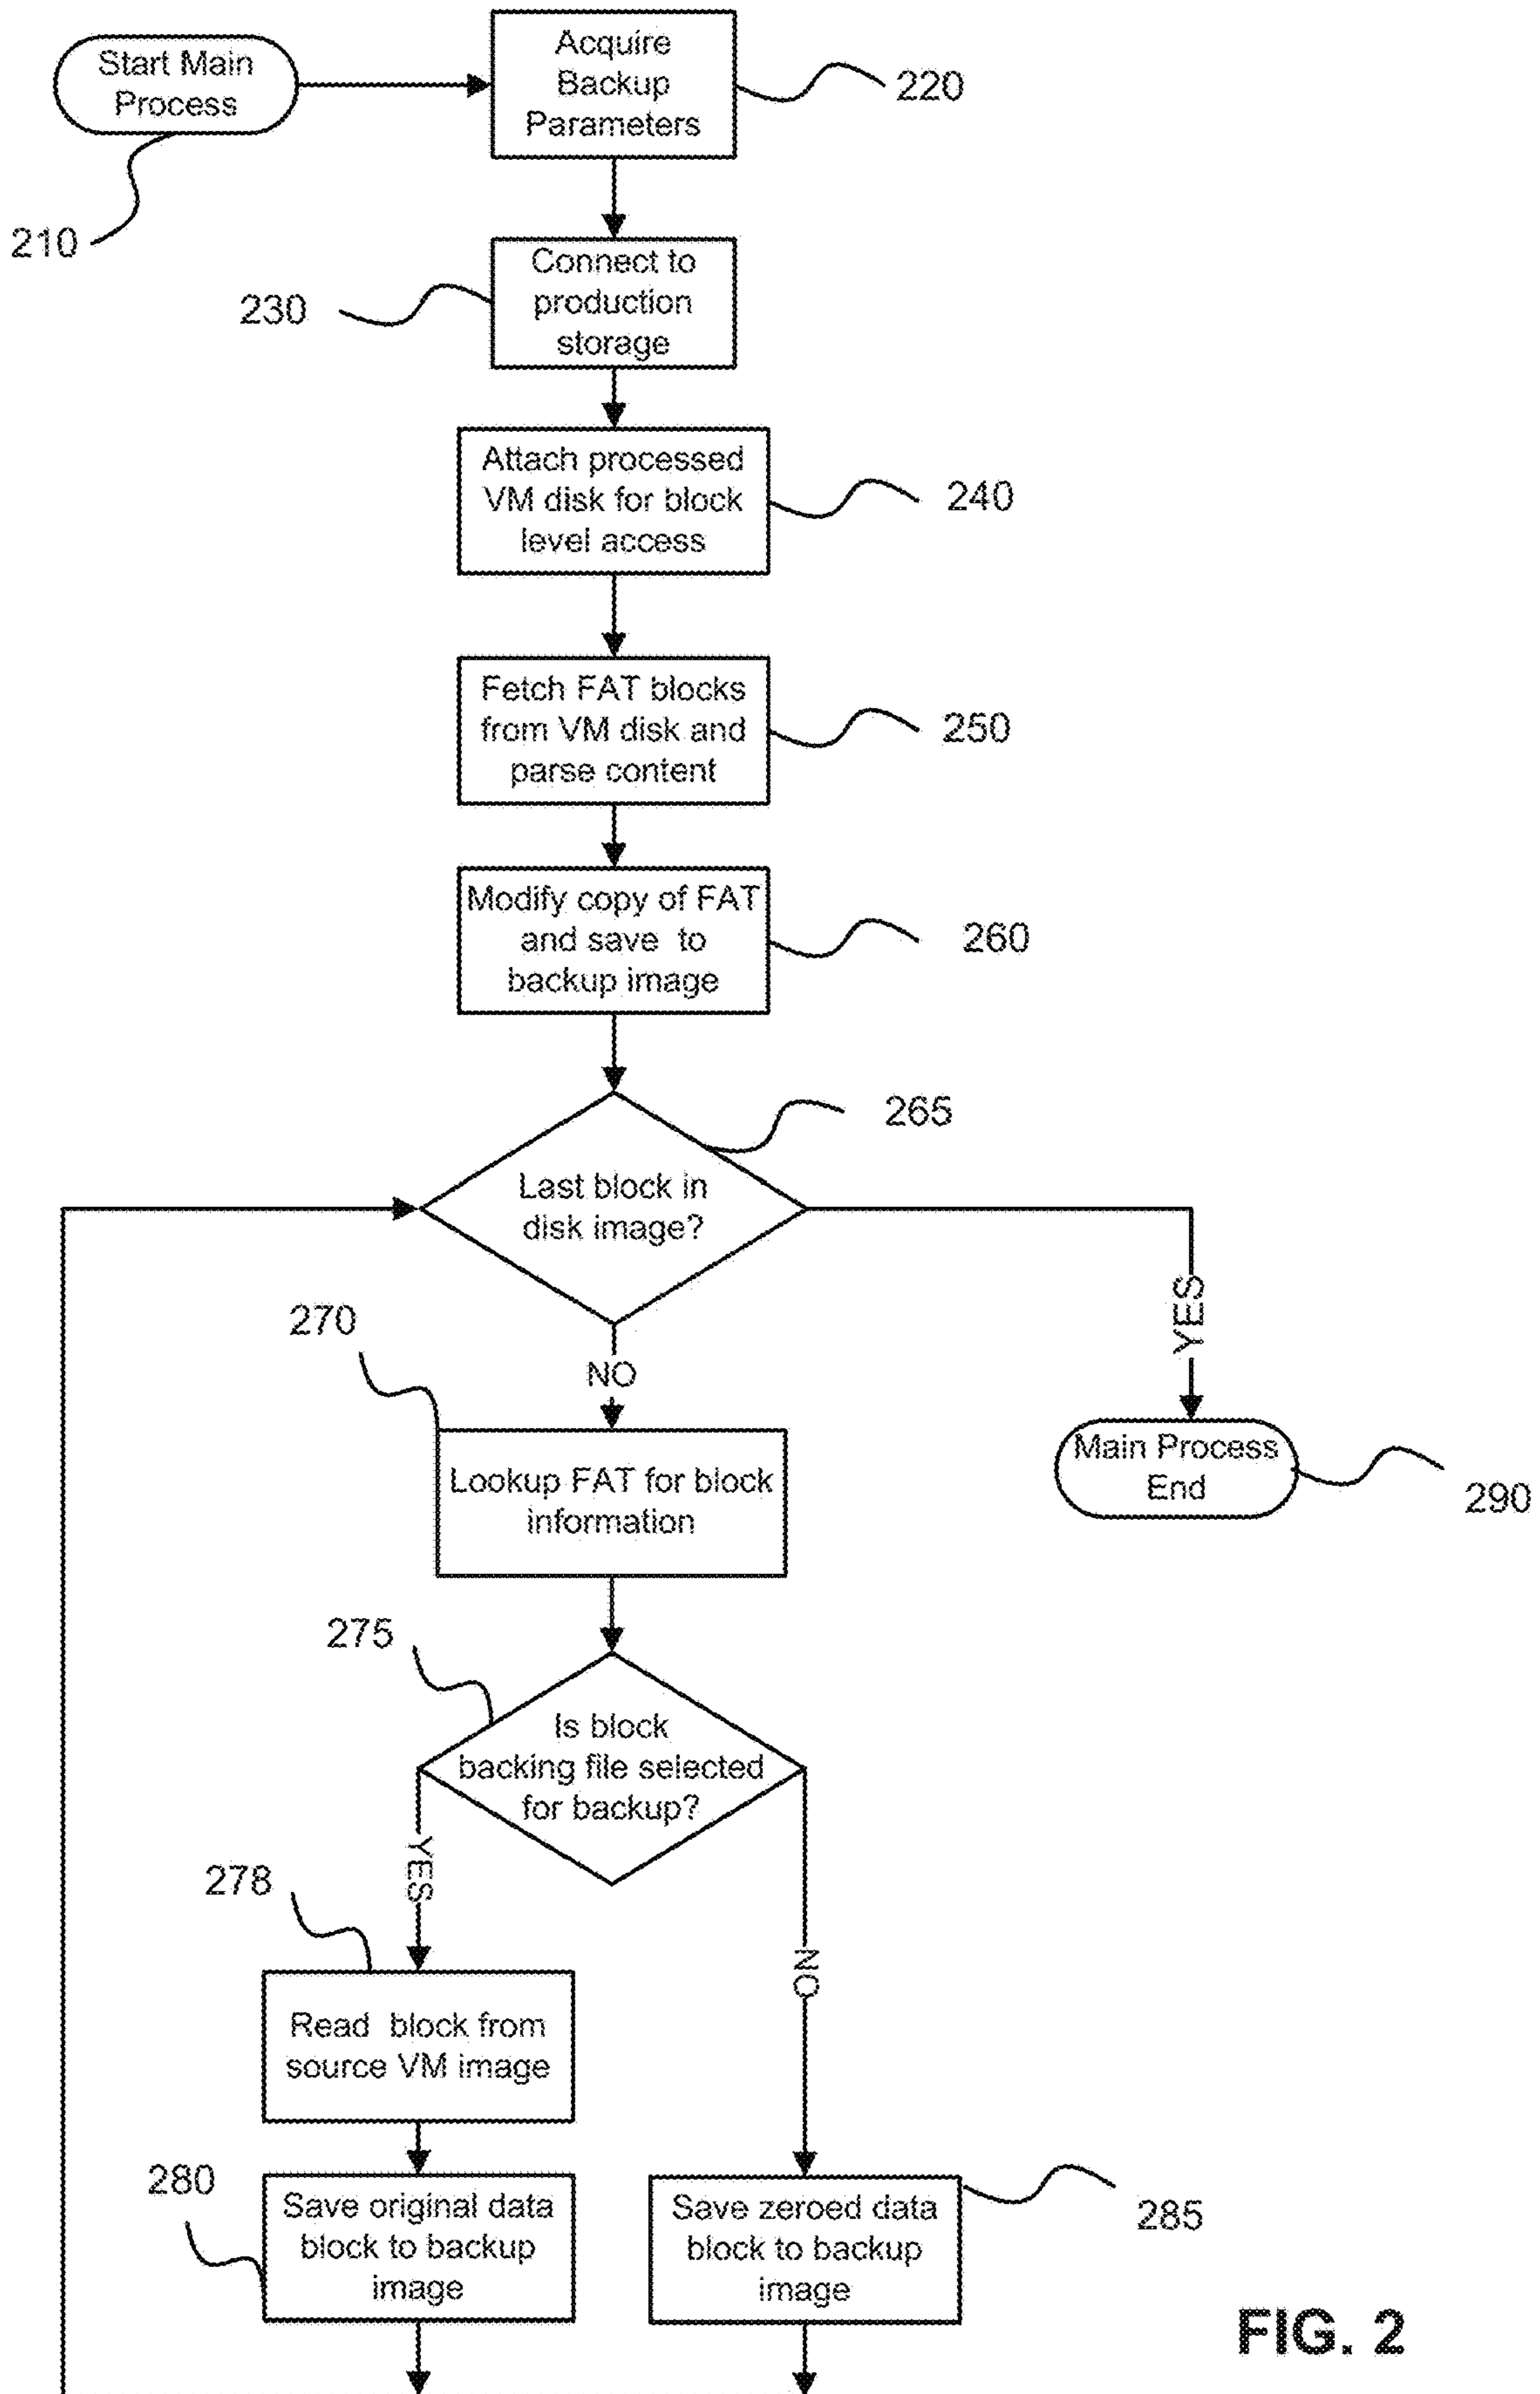 Start Main
Process
210
Acquire
Backup
Parameters
220
Connect to
production
storage
230
Attach processed
VM disk for block
level access
240
Fetch FAT blocks
from VM disk and
parse content
250
Modify copy of FAT
and save to
backup image
260
Last block in
disk image?
265
YES
NO
270
Lookup FAT for block
information
Main Process
End
290
275
Is block
backing file selected
for backup?
YES
NO
278
Read block from
source VM image
280
Save original data
block to backup
image
Save zeroed data
block to backup
image
285
FIG. 2